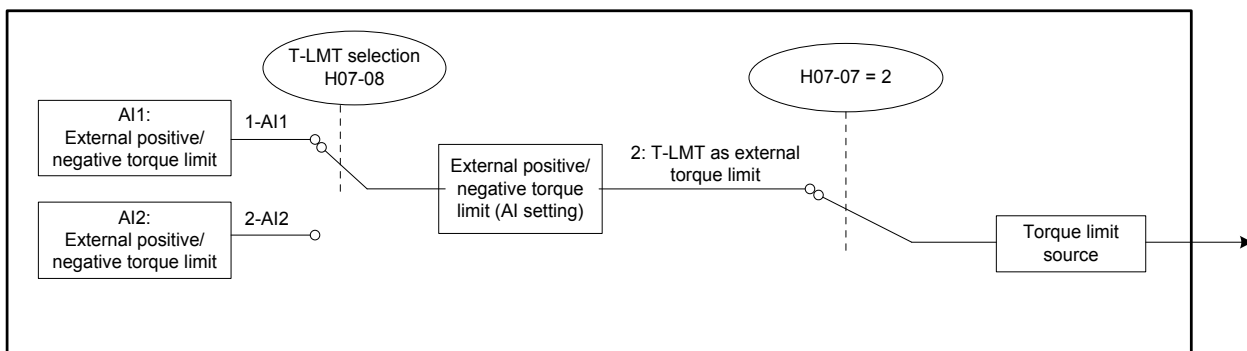 T-LMT selection
H07-08
H07-07 = 2
AI1:
External positive/
negative torque limit
1-AI1
External positive/
negative torque
limit (AI setting)
2: T-LMT as external
torque limit
AI2:
External positive/
negative torque limit
2-AI2
Torque limit
source